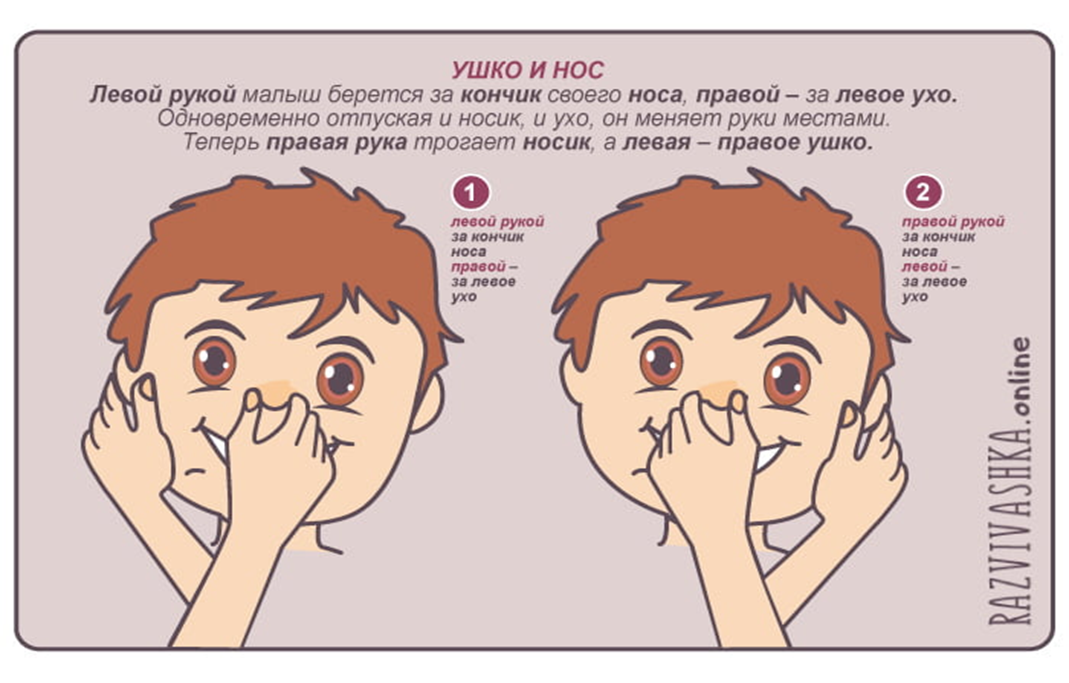 УШКО И НОС
Левой рукой малыш берется за кончик своего носа, правой – за левое ухо.
Одновременно отпуская и носик, и ухо, он меняет руки местами.
Теперь правая рука трогает носик, а левая – правое ушко.
1
левой рукой
за кончик
носа
правой –
за левое
ухо
2
правой рукой
за кончик
носа
левой –
за левое
ухо
RAZVIVASHKA.online